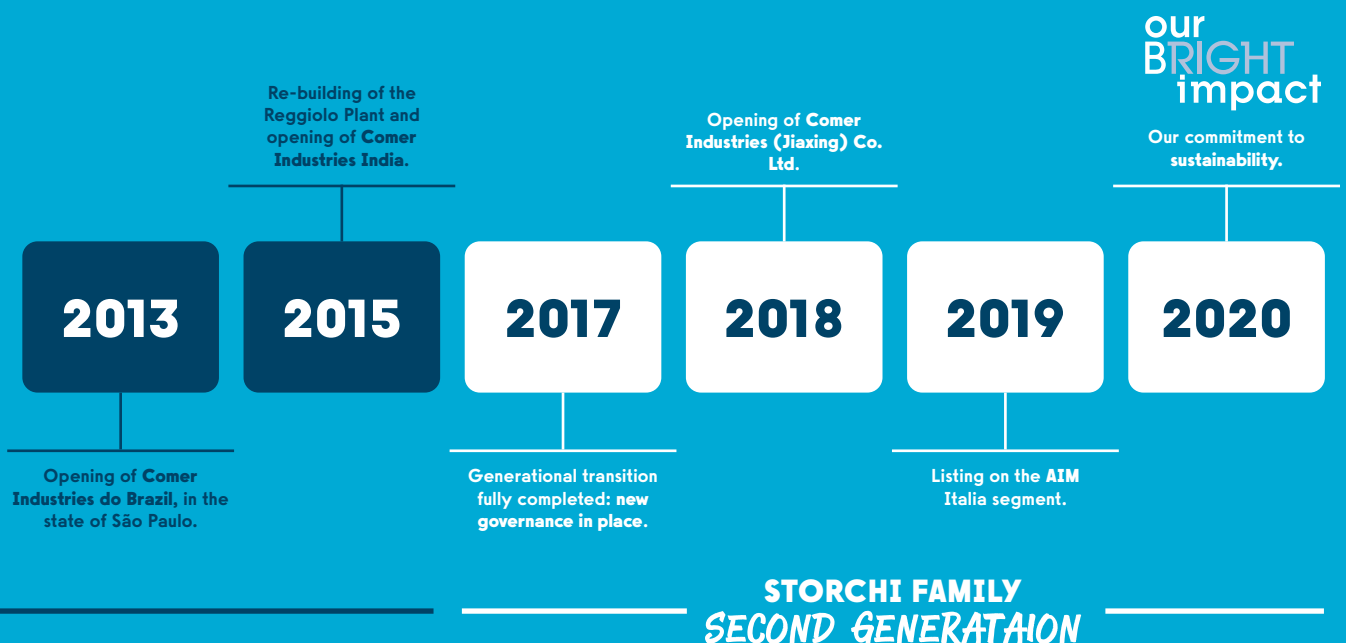 our
BRIGHT
impact
Re-building of the
Reggiolo Plant and
opening of Comer
Industries India.
Opening of Comer
Industries (Jiaxing) Co.
Ltd.
Our commitment to
sustainability.
2013
2015
2017
2018
2019
2020
Opening of Comer
Industries do Brazil, in the
state of São Paulo.
Generational transition
fully completed: new
governance in place.
Listing on the AIM
Italia segment.
STORCHI FAMILY
SECOND GENERATAION